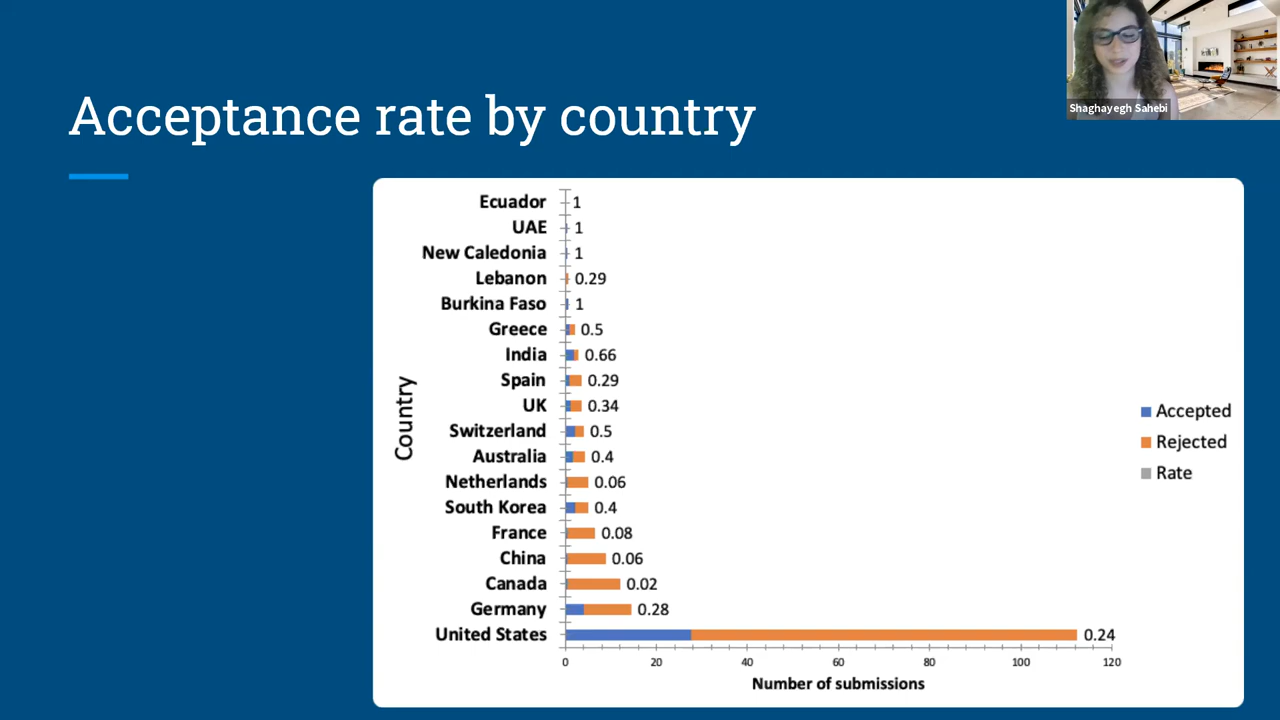 Shaghayegh Sahebi
Acceptance rate by country
Country
Ecuador 1
UAE 1
New Caledonia 1
Lebanon 0.29
Burkina Faso 1
Greece 0.5
India 0.66
Spain 0.29
UK 0.34
Switzerland 0.5
Australia 0.4
Netherlands 0.06
South Korea 0.4
France 0.08
China 0.06
Canada 0.02
Germany 0.28
United States 0.24
0 20 40 60 80 100 120
Number of submissions
Accepted
Rejected
Rate